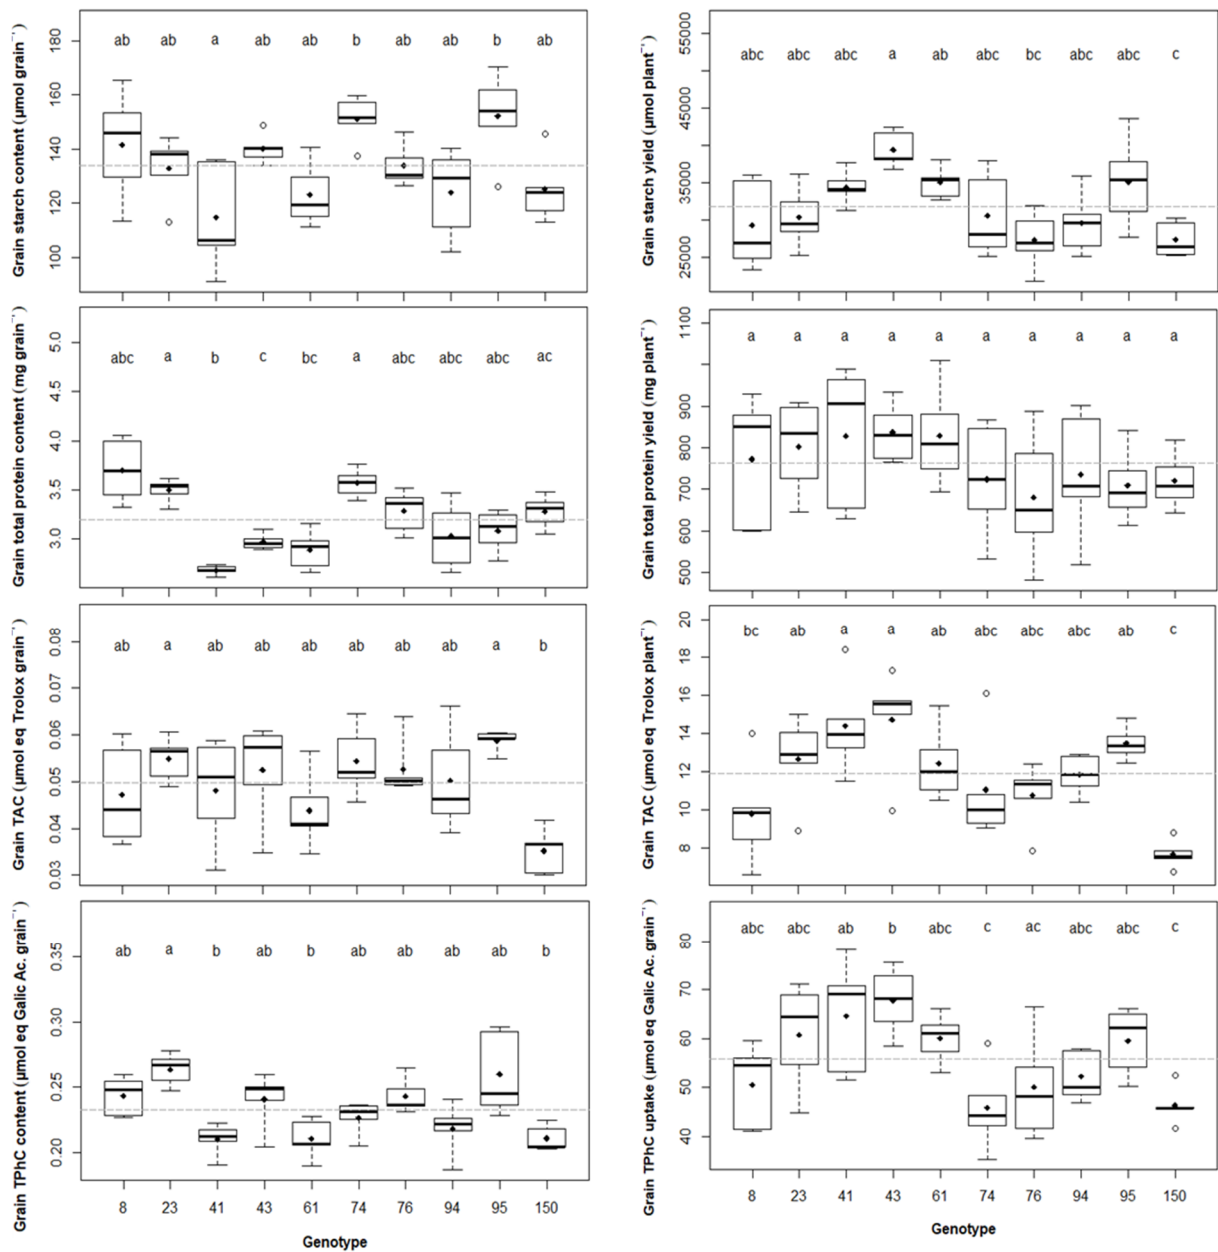 Grain starch content (µmol grain⁻¹)
180
160
140
120
100
ab ab a ab ab b ab ab b ab
Grain starch yield (µmol plant⁻¹)
55000
45000
35000
25000
abc abc abc a ab abc bc abc abc c
Grain total protein content (mg grain⁻¹)
5.0
4.5
4.0
3.5
3.0
abc a b c bc a abc abc abc ac
Grain total protein yield (mg plant⁻¹)
1100
900
800
700
600
500
a a a a a a a a a a
Grain TAC (µmol eq Trolox grain⁻¹)
0.08
0.07
0.06
0.05
0.04
0.03
ab a ab ab ab ab ab ab a b
Grain TAC (µmol eq Trolox plant⁻¹)
20
18
16
14
12
10
8
bc ab a a ab abc abc abc ab c
Grain TPhC content (µmol eq Galic Ac. grain⁻¹)
0.35
0.30
0.25
0.20
ab a b ab b ab ab ab ab b
8 23 41 43 61 74 76 94 95 150
Genotype
Grain TPhC uptake (µmol eq Galic Ac. grain⁻¹)
80
70
60
50
40
abc abc ab b abc c ac abc abc c
8 23 41 43 61 74 76 94 95 150
Genotype